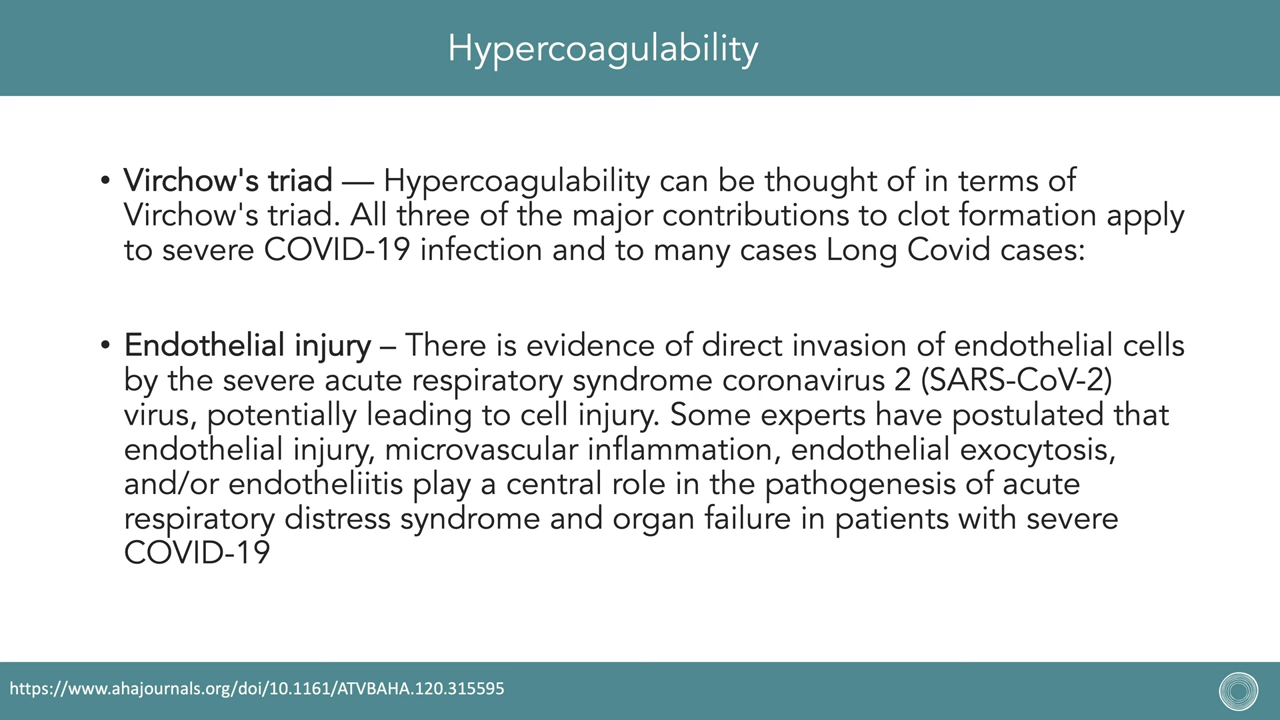 Hypercoagulability
• Virchow's triad — Hypercoagulability can be thought of in terms of
Virchow's triad. All three of the major contributions to clot formation apply
to severe COVID-19 infection and to many cases Long Covid cases:
• Endothelial injury – There is evidence of direct invasion of endothelial cells
by the severe acute respiratory syndrome coronavirus 2 (SARS-CoV-2)
virus, potentially leading to cell injury. Some experts have postulated that
endothelial injury, microvascular inflammation, endothelial exocytosis,
and/or endotheliitis play a central role in the pathogenesis of acute
respiratory distress syndrome and organ failure in patients with severe
COVID-19
https://www.ahajournals.org/doi/10.1161/ATVBAHA.120.315595